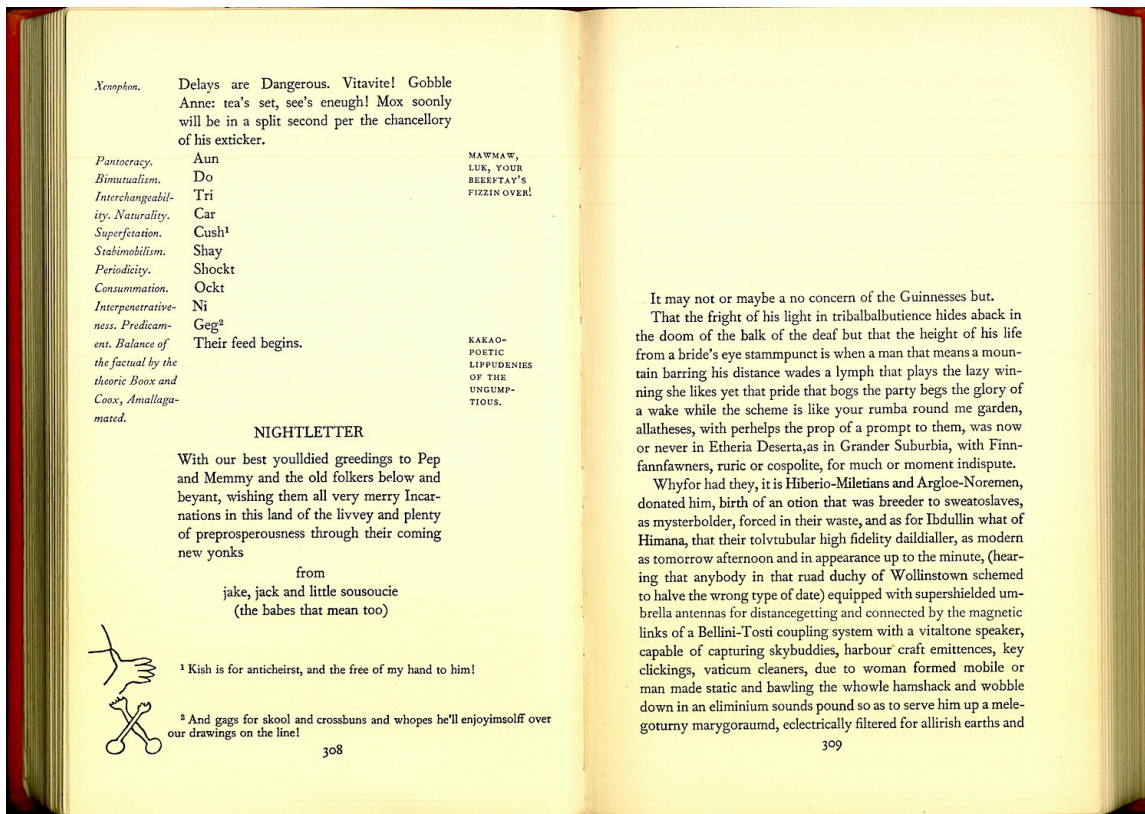 Xenophon.
Delays are Dangerous. Vitavite! Gobble
Anne: tea's set, see's eneugh! Mox soonly
will be in a split second per the chancellory
of his exticker.
Pantocracy.
Bimutualism.
Interchangeabil-
ity. Naturality.
Superfetation.
Stabimobilism.
Periodicity.
Consummation.
Interpenetrative-
ness. Predicam-
ent. Balance of
the factual by the
theoric Boox and
Coox, Amallaga-
mated.
Aun
Do
Tri
Car
Cush¹
Shay
Shockt
Ockt
Ni
Geg²
Their feed begins.
MAWMAW,
LUK, YOUR
BEEEFTAY'S
FIZZIN OVER!
KAKAO-
POETIC
LIPPUDENIES
OF THE
UNGUMP-
TIOUS.
NIGHTLETTER
With our best youlldied greedings to Pep
and Memmy and the old folkers below and
beyant, wishing them all very merry Incar-
nations in this land of the livvey and plenty
of preprosperousness through their coming
new yonks
from
jake, jack and little sousoucie
(the babes that mean too)
¹ Kish is for anticheirst, and the free of my hand to him!
² And gags for skool and crossbuns and whopes he'll enjoyimsolff over
our drawings on the line!
308
It may not or maybe a no concern of the Guinnesses but.
That the fright of his light in tribalbalbutience hides aback in
the doom of the balk of the deaf but that the height of his life
from a bride's eye stammpunct is when a man that means a moun-
tain barring his distance wades a lymph that plays the lazy win-
ning she likes yet that pride that bogs the party begs the glory of
a wake while the scheme is like your rumba round me garden,
allatheses, with perhelps the prop of a prompt to them, was now
or never in Etheria Deserta,as in Grander Suburbia, with Finn-
fannfawners, ruric or cospolite, for much or moment indispute.
Whyfor had they, it is Hiberio-Miletians and Argloe-Noremen,
donated him, birth of an otion that was breeder to sweatoslaves,
as mysterbolder, forced in their waste, and as for Ibdullin what of
Himana, that their tolvtubular high fidelity daildialler, as modern
as tomorrow afternoon and in appearance up to the minute, (hear-
ing that anybody in that ruad duchy of Wollinstown schemed
to halve the wrong type of date) equipped with supershielded um-
brella antennas for distancegetting and connected by the magnetic
links of a Bellini-Tosti coupling system with a vitaltone speaker,
capable of capturing skybuddies, harbour craft emittences, key
clickings, vaticum cleaners, due to woman formed mobile or
man made static and bawling the whowle hamshack and wobble
down in an eliminium sounds pound so as to serve him up a mele-
goturny marygoraumd, eclectrically filtered for allirish earths and
309